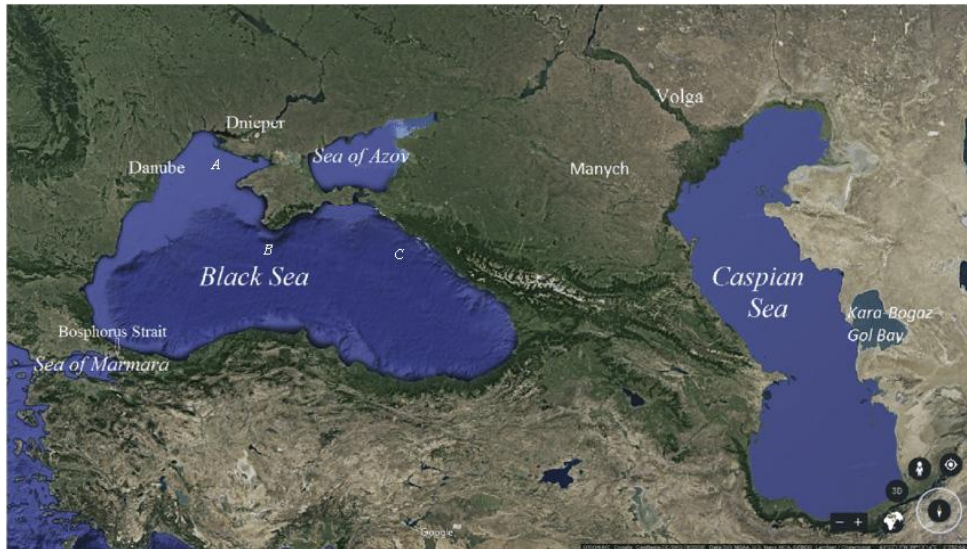 Volga
Dnieper
Sea of Azov
Danube
A
Manych
B
C
Black Sea
Caspian
Sea
Kara-Bogaz
Gol Bay
Bosphorus Strait
Sea of Marmara
3D
Google